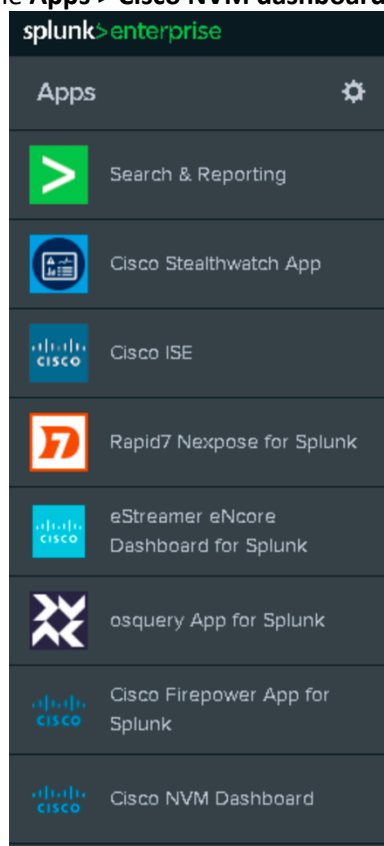 e Apps > Cisco NVM dashboard
splunk>enterprise
Apps
Search & Reporting
Cisco Stealthwatch App
CISCO
Cisco ISE
Rapid7 Nexpose for Splunk
CISCO
eStreamer eNcore
Dashboard for Splunk
osquery App for Splunk
CISCO
Cisco Firepower App for
Splunk
CISCO
Cisco NVM Dashboard